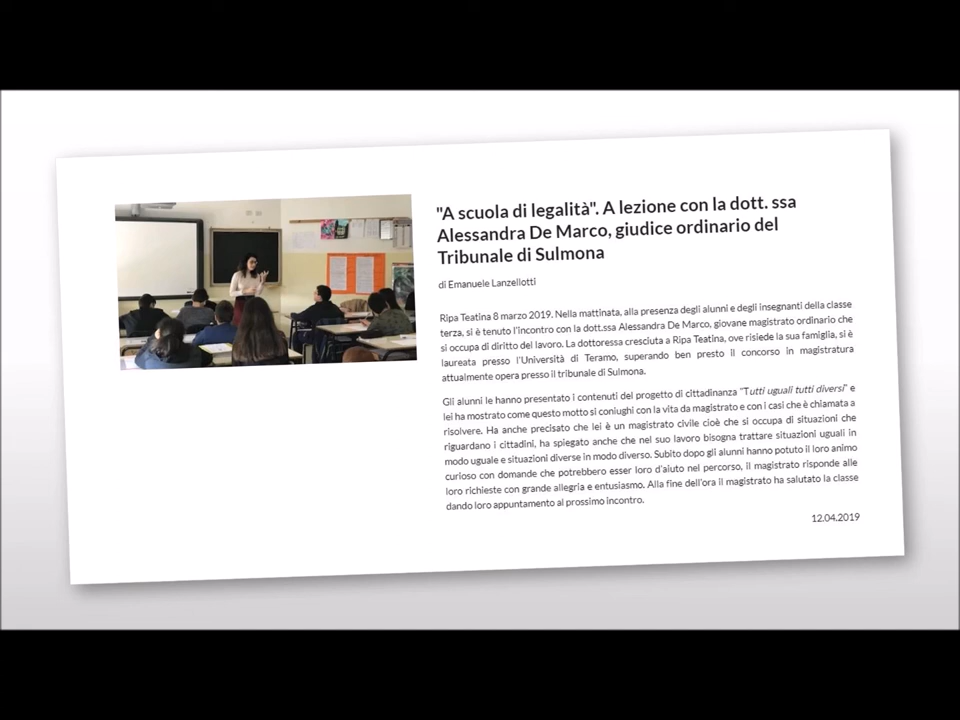 "A scuola di legalità". A lezione con la dott. ssa
Alessandra De Marco, giudice ordinario del
Tribunale di Sulmona
di Emanuele Lanzellotti
Ripa Teatina 8 marzo 2019. Nella mattinata, alla presenza degli alunni e degli insegnanti della classe
terza, si è tenuto l'incontro con la dott.ssa Alessandra De Marco, giovane magistrato ordinario che
si occupa di diritto del lavoro. La dottoressa cresciuta a Ripa Teatina, ove risiede la sua famiglia, si è
laureata presso l'Università di Teramo, superando ben presto il concorso in magistratura
attualmente opera presso il tribunale di Sulmona.
Gli alunni le hanno presentato i contenuti del progetto di cittadinanza "Tutti uguali tutti diversi" e
lei ha mostrato come questo motto si coniughi con la vita da magistrato e con i casi che è chiamata a
risolvere. Ha anche precisato che lei è un magistrato civile cioè che si occupa di situazioni che
riguardano i cittadini, ha spiegato anche che nel suo lavoro bisogna trattare situazioni uguali in
modo uguale e situazioni diverse in modo diverso. Subito dopo gli alunni hanno potuto il loro animo
curioso con domande che potrebbero esser loro d'aiuto nel percorso, il magistrato risponde alle
loro richieste con grande allegria e entusiasmo. Alla fine dell'ora il magistrato ha salutato la classe
dando loro appuntamento al prossimo incontro.
12.04.2019